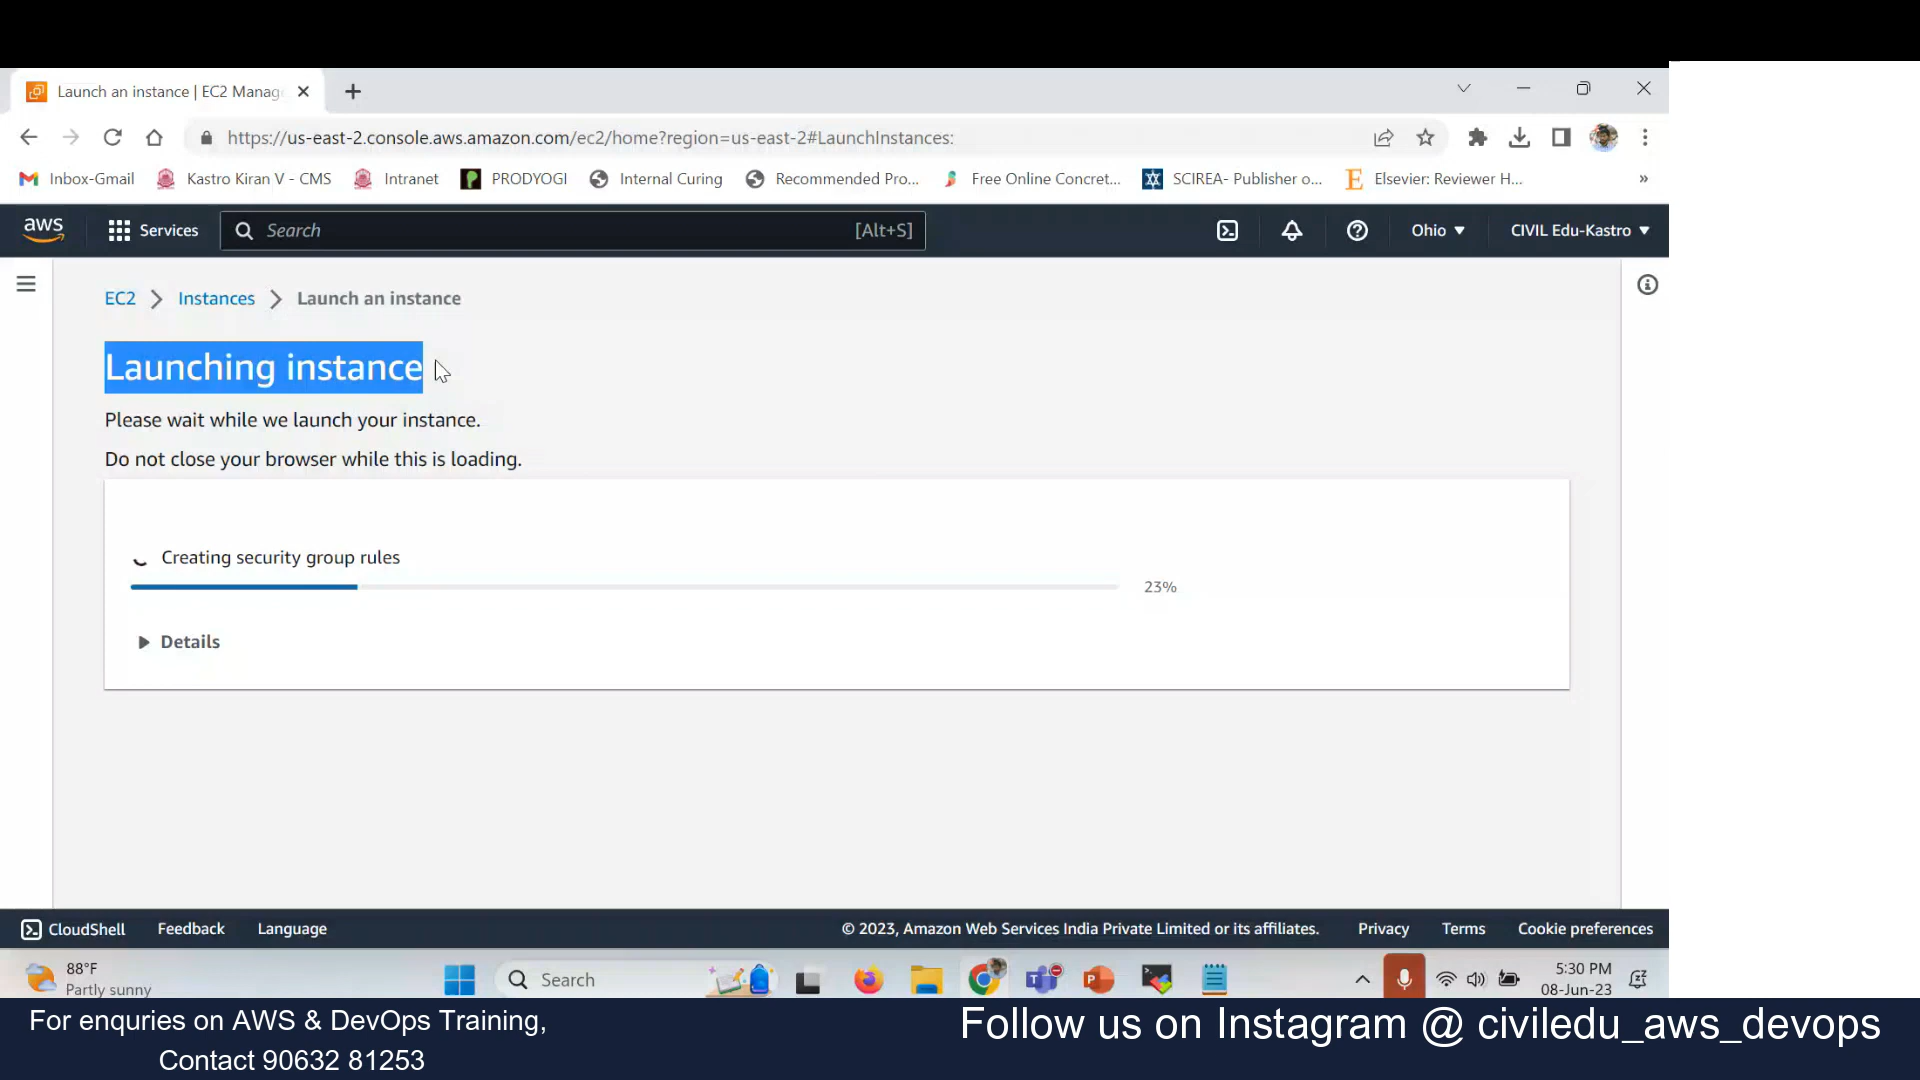 Launch an instance | EC2 Manag
https://us-east-2.console.aws.amazon.com/ec2/home?region=us-east-2#LaunchInstances:
Inbox-Gmail Kastro Kiran V - CMS Intranet PRODYOGI Internal Curing Recommended Pro... Free Online Concret... SCIREA- Publisher o... Elsevier: Reviewer H... »
aws Services Search [Alt+S] Ohio CIVIL Edu-Kastro
EC2 Instances Launch an instance
Launching instance
Please wait while we launch your instance.
Do not close your browser while this is loading.
Creating security group rules
23%
Details
CloudShell Feedback Language © 2023, Amazon Web Services India Private Limited or its affiliates. Privacy Terms Cookie preferences
88°F
Partly sunny
Search
5:30 PM
08-Jun-23
For enquries on AWS & DevOps Training,
Contact 90632 81253
Follow us on Instagram @ civiledu_aws_devops